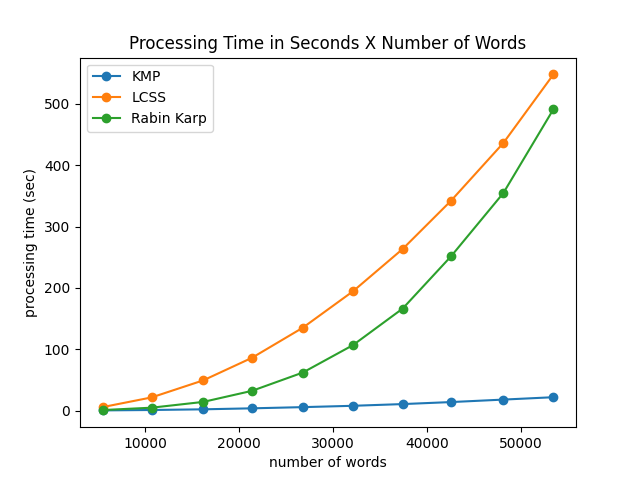 Processing Time in Seconds X Number of Words
KMP
LCSS
Rabin Karp
500
400
300
200
100
0
processing time (sec)
10000 20000 30000 40000 50000
number of words